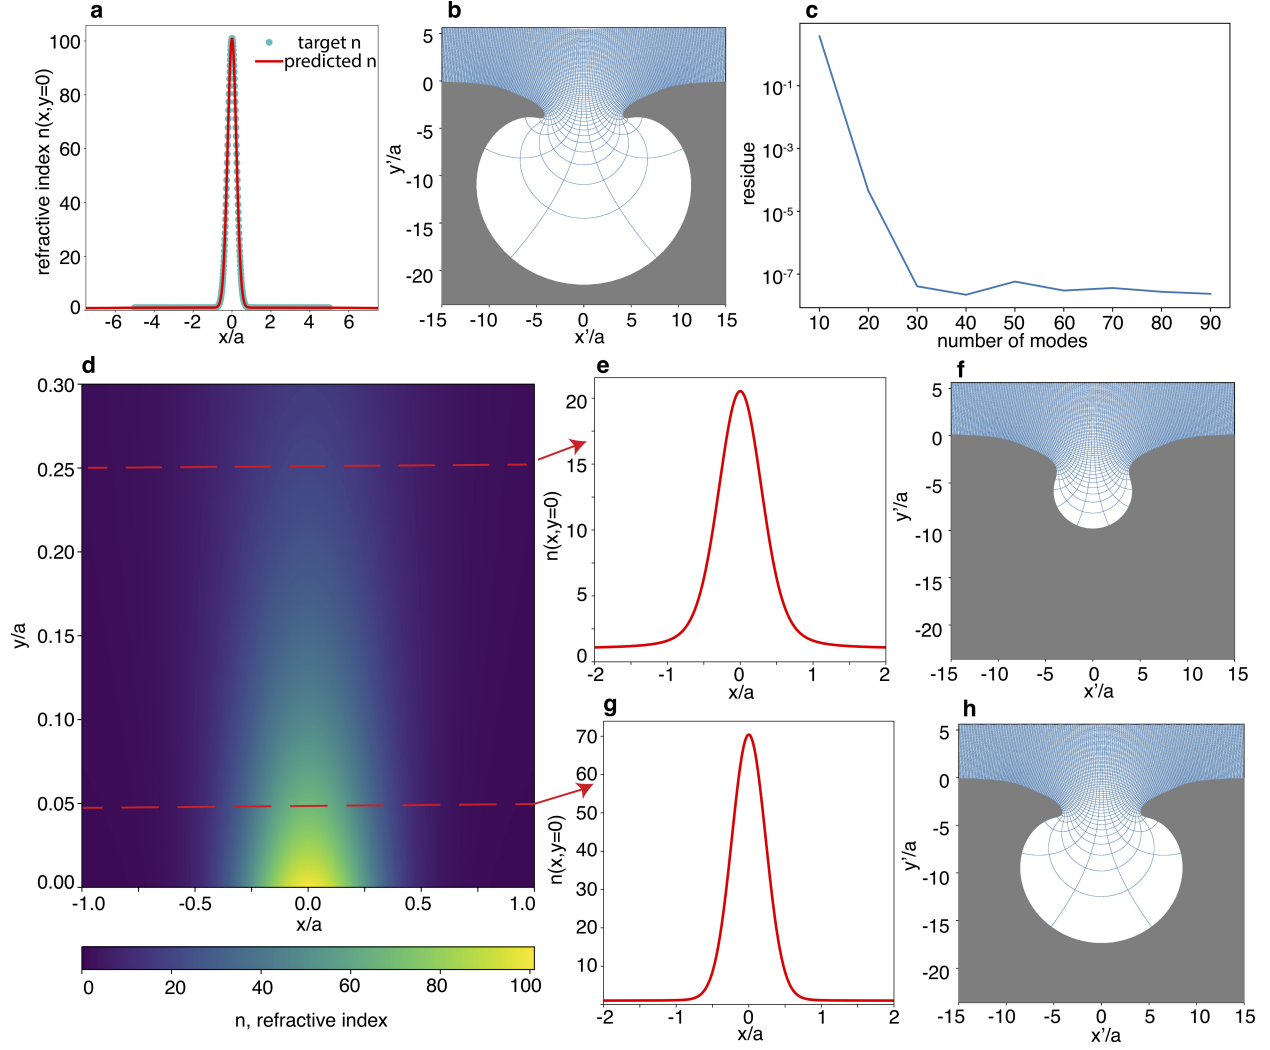 a
refractive index n(x,y=0)
100
80
60
40
20
0
target n
predicted n
-6 -4 -2 0 2 4 6
x/a
b
y'/a
5
0
-5
-10
-15
-20
-15 -10 -5 0 5 10 15
x'/a
c
residue
10-1
10-3
10-5
10-7
10 20 30 40 50 60 70 80 90
number of modes
d
y/a
0.30
0.25
0.20
0.15
0.10
0.05
0.00
-1.0 -0.5 0.0 0.5 1.0
x/a
0 20 40 60 80 100
n, refractive index
e
n(x,y=0)
20
15
10
5
0
-2 -1 0 1 2
x/a
f
y'/a
5
0
-5
-10
-15
-20
-15 -10 -5 0 5 10 15
x'/a
g
n(x,y=0)
70
60
50
40
30
20
10
-2 -1 0 1 2
x/a
h
y'/a
5
0
-5
-10
-15
-20
-15 -10 -5 0 5 10 15
x'/a